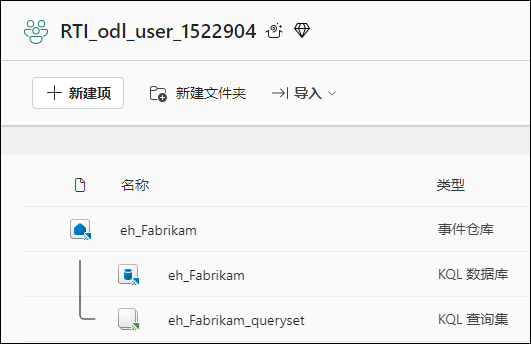 RTI_odl_user_1522904
新建项 新建文件夹 导入
名称 类型
eh_Fabrikam 事件仓库
eh_Fabrikam KQL 数据库
eh_Fabrikam_queryset KQL 查询集